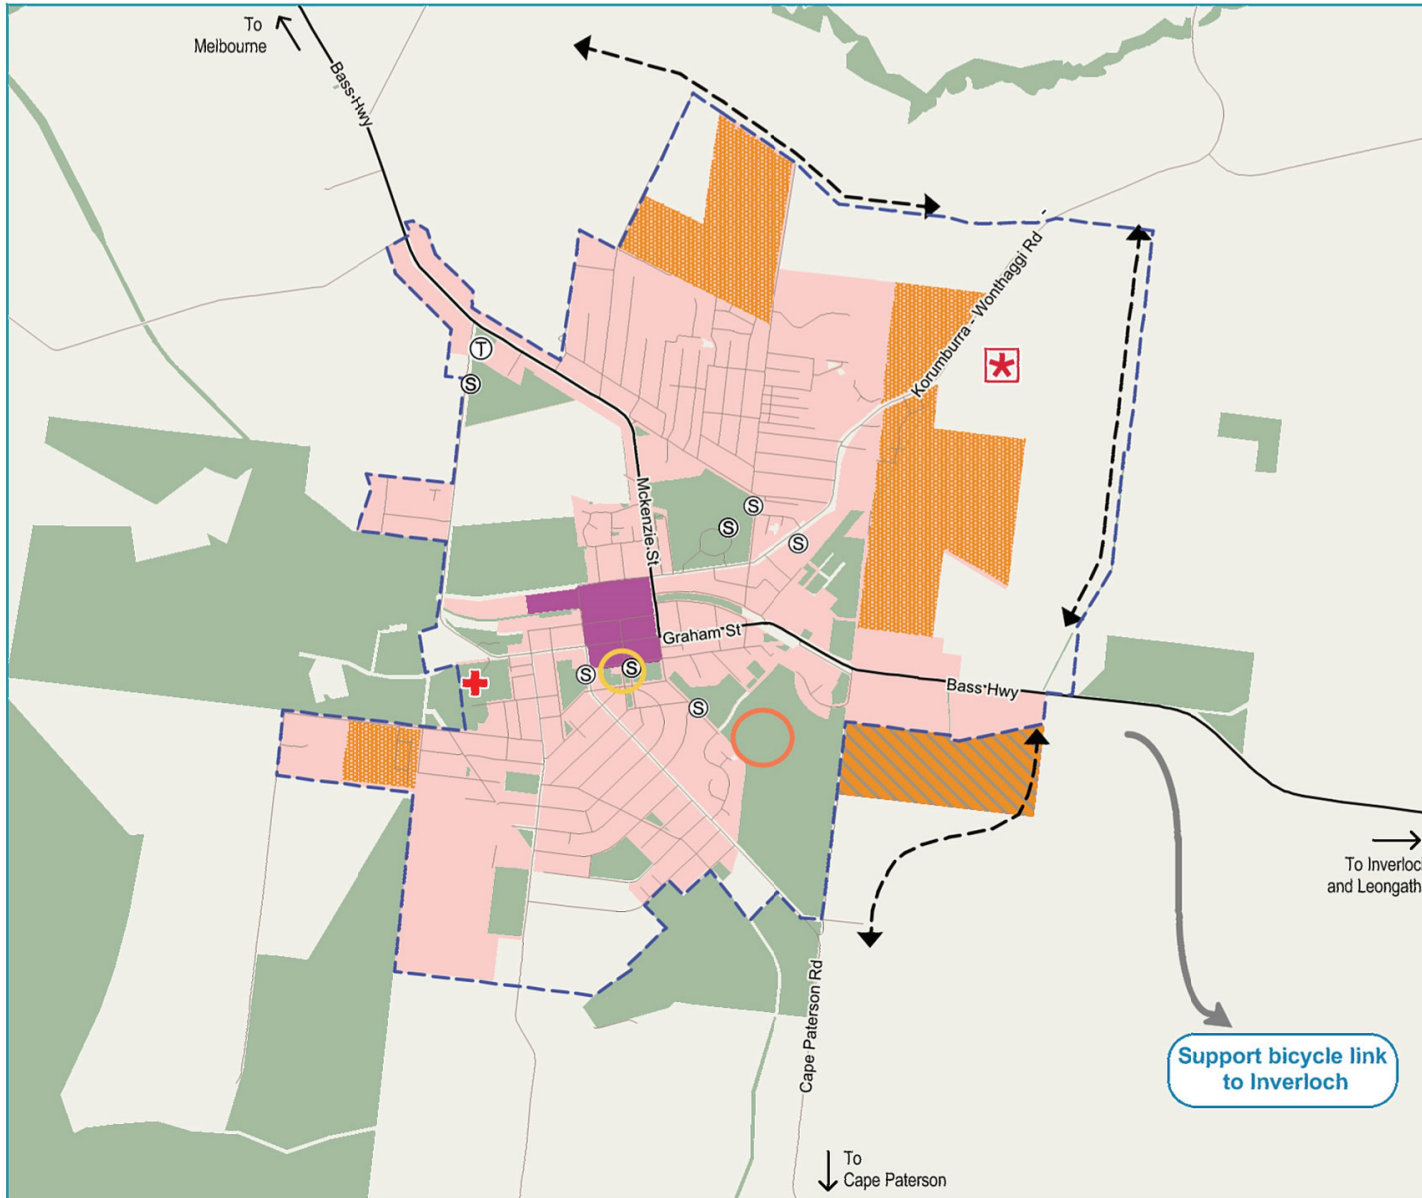 To
Melbourne
Bass Hwy
Korumburra - Wonthaggi Rd
T
S
Mckenzie St
S
S
S
Graham St
S
S
S
Bass Hwy
To Inverloc
and Leongath
Cape Paterson Rd
Support bicycle link
to Inverloch
To
Cape Paterson